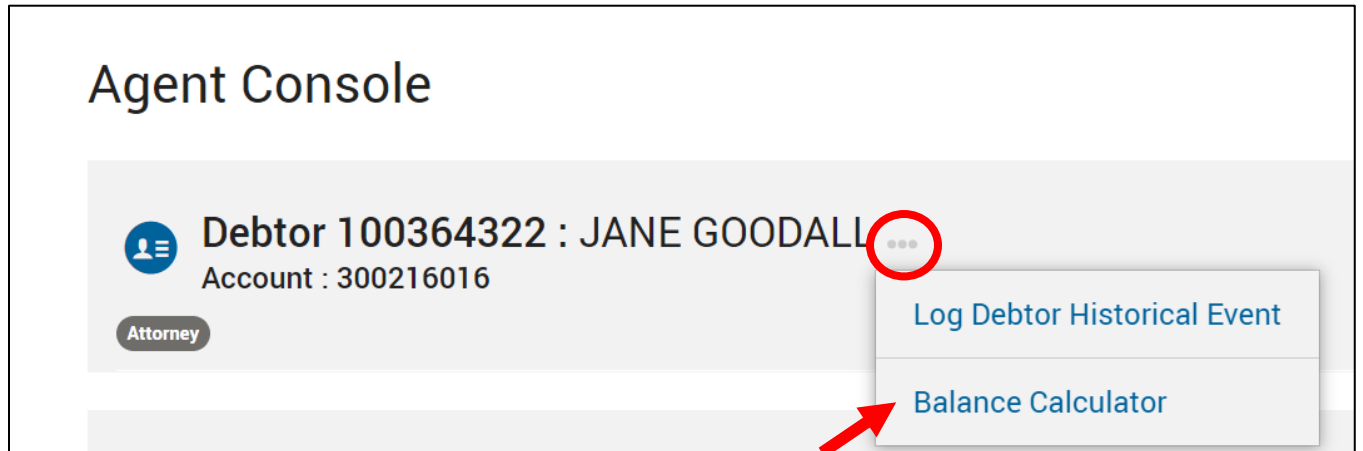 Agent Console
Debtor 100364322 : JANE GOODALL
Account : 300216016
Attorney
Log Debtor Historical Event
Balance Calculator